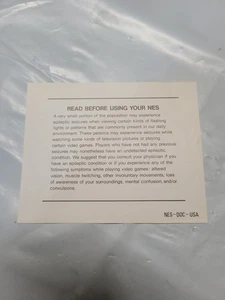 READ BEFORE USING YOUR NES
A very small portion of the population may experience
epileptic seizures when viewing certain kinds of flashing
lights or patterns that are commonly present in our daily
environment. These persons may experience seizures while
watching some kinds of television pictures or playing
certain video games. Players who have not had any previous
seizures may nonetheless have an undetected epileptic
condition. We suggest that you consult your physician if you
have an epileptic condition or if you experience any of the
following symptoms while playing video games: altered
vision, muscle twitching, other involuntary movements, loss
of awareness of your surroundings, mental confusion, and/or
convulsions.
NES-DOC-USA